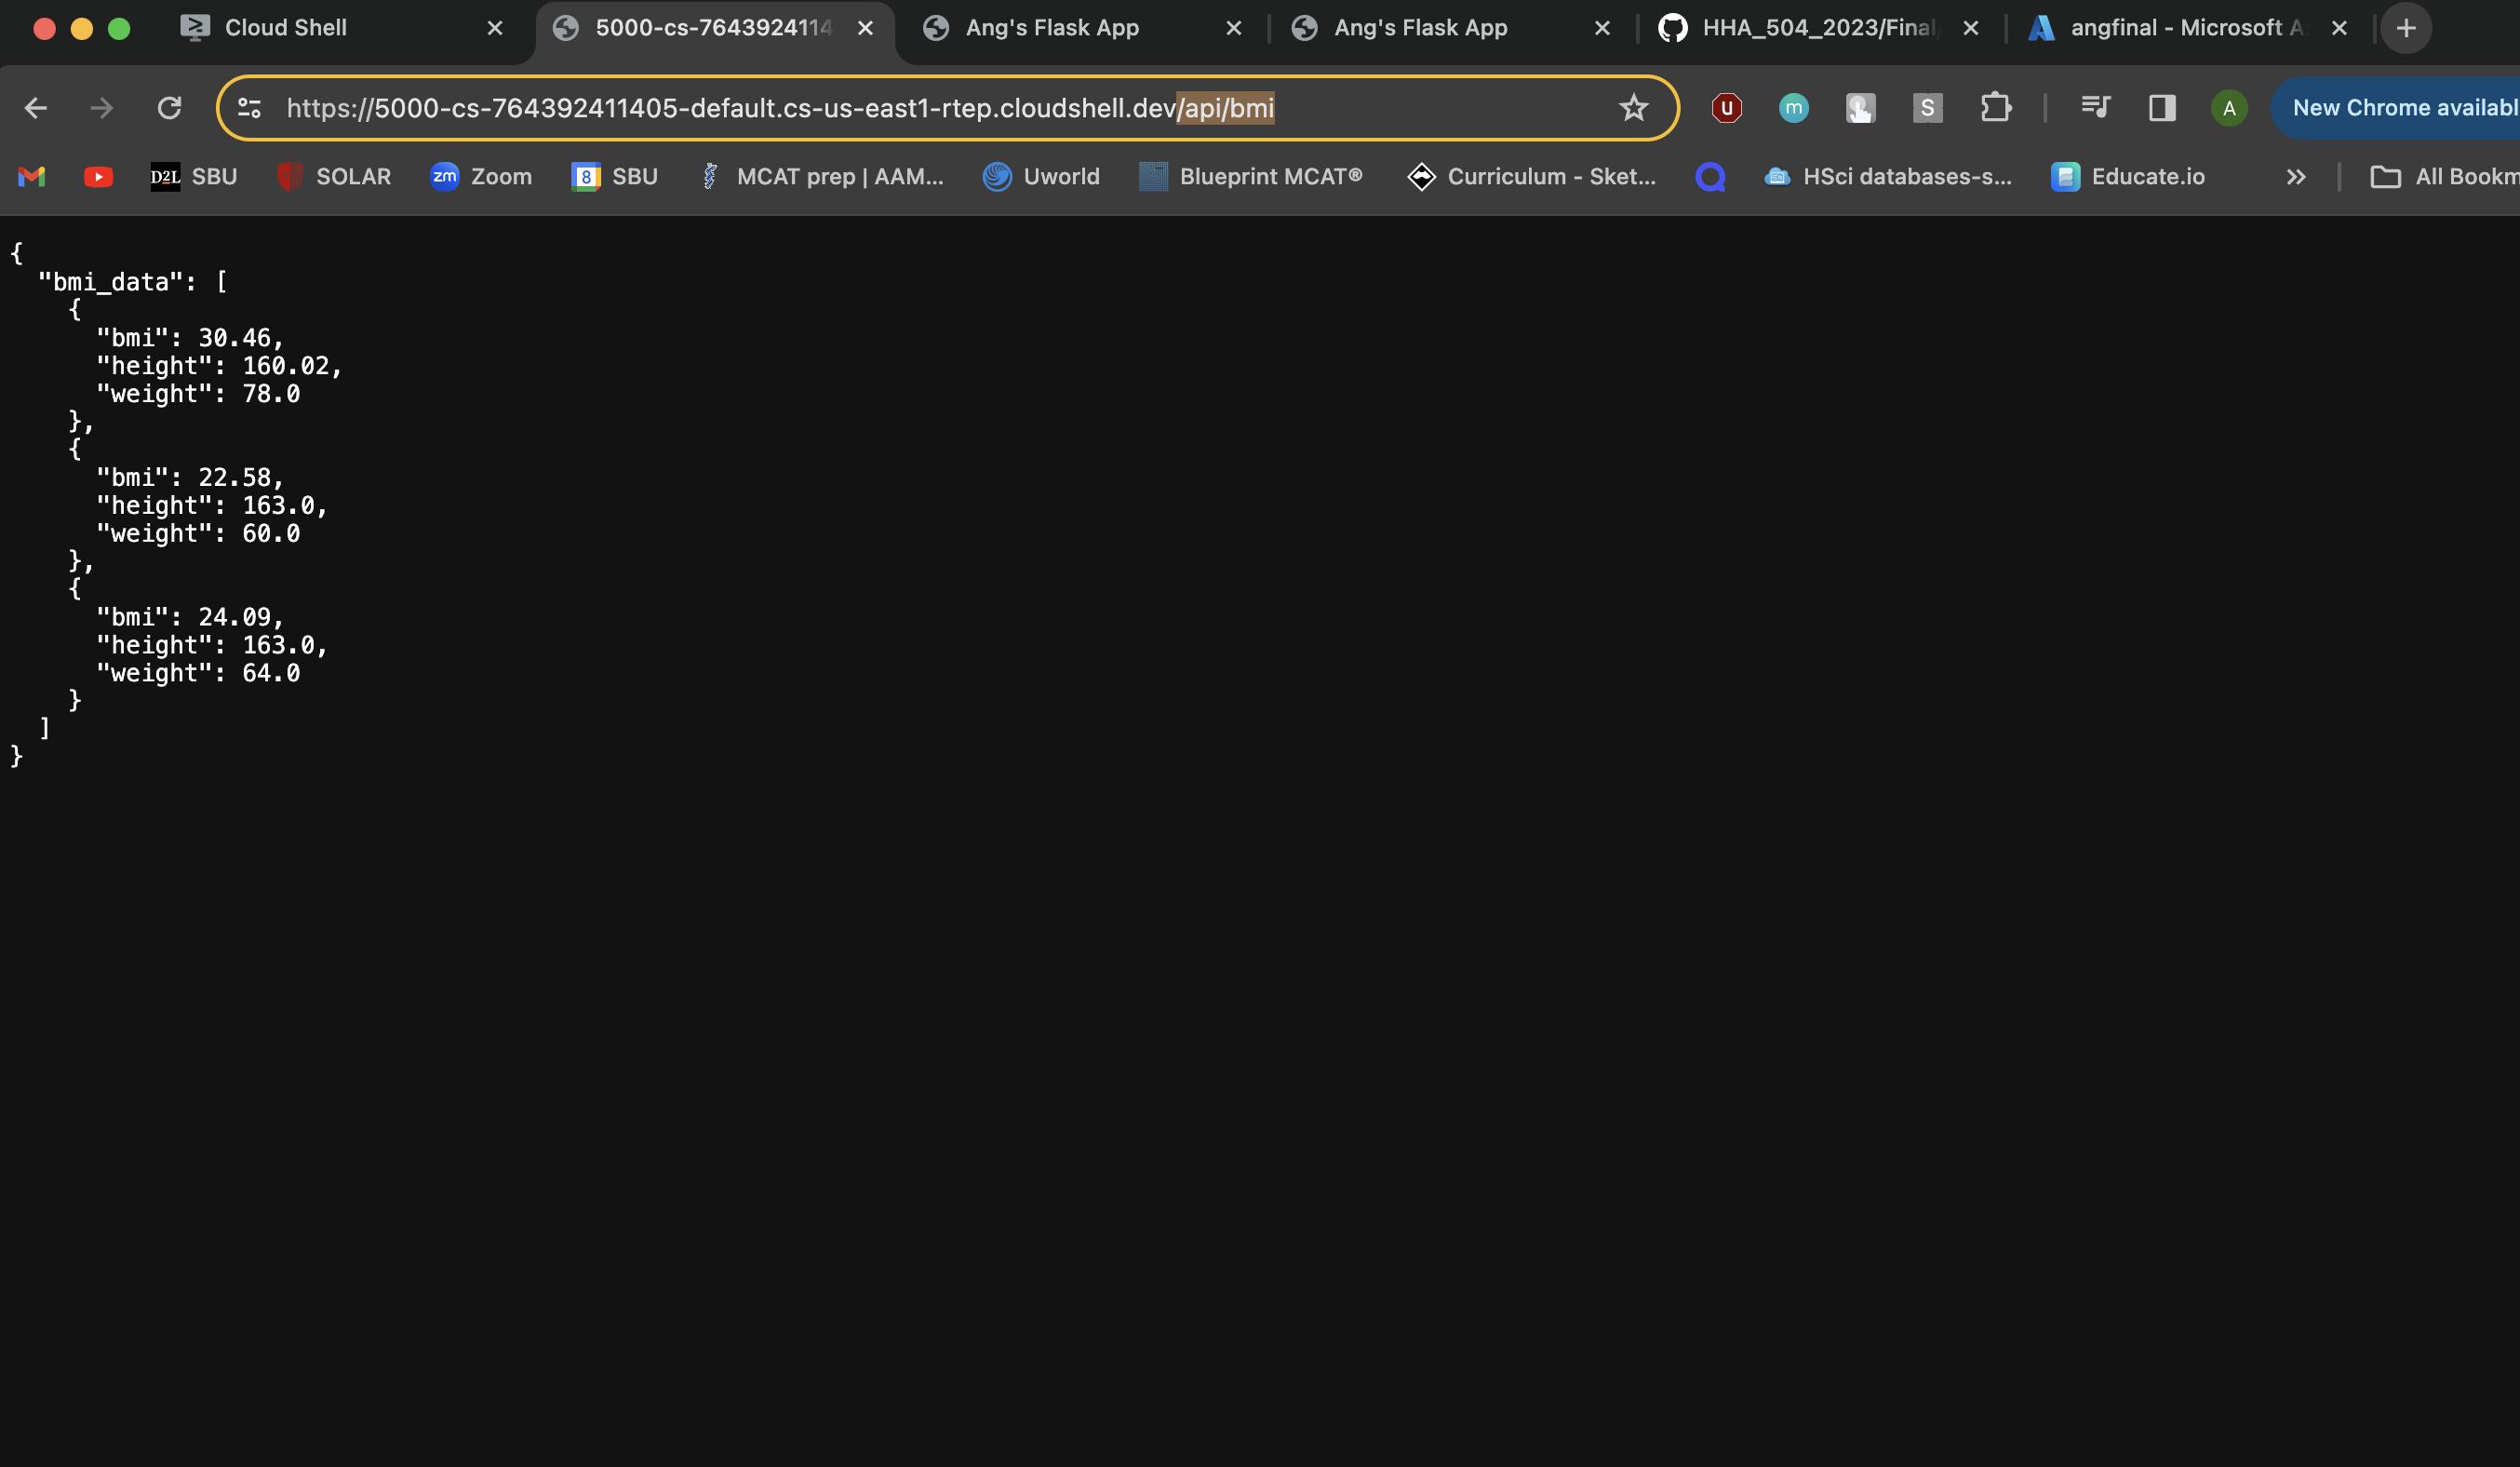 Cloud Shell
5000-cs-7643924114
Ang's Flask App
Ang's Flask App
HHA_504_2023/Final
angfinal - Microsoft A
https://5000-cs-764392411405-default.cs-us-east1-rtep.cloudshell.dev/api/bmi
U
m
S
A
New Chrome availabl
D2L SBU
SOLAR
zm Zoom
8 SBU
MCAT prep | AAM...
Uworld
Blueprint MCAT®
Curriculum - Sket...
HSci databases-s...
Educate.io
All Bookm
{
"bmi_data": [
{
"bmi": 30.46,
"height": 160.02,
"weight": 78.0
},
{
"bmi": 22.58,
"height": 163.0,
"weight": 60.0
},
{
"bmi": 24.09,
"height": 163.0,
"weight": 64.0
}
]
}